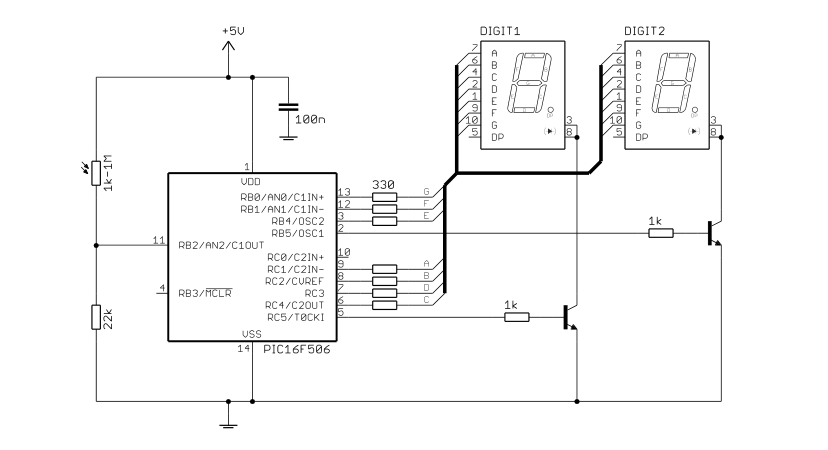 +5V
DIGIT1
DIGIT2
7 A
6 B
4 C
2 D
1 E
9 F
10 G
5 DP
3
8
7 A
6 B
4 C
2 D
1 E
9 F
10 G
5 DP
3
8
DP
DP
100n
1k-1M
22k
1
VDD
RB0/AN0/C1IN+ 13
RB1/AN1/C1IN- 12
RB4/OSC2 3
RB5/OSC1 2
11 RB2/AN2/C1OUT
RC0/C2IN+ 10
RC1/C2IN- 9
RC2/CVREF 8
4 RB3/MCLR
RC3 7
RC4/C2OUT 6
RC5/T0CKI 5
VSS
14
PIC16F506
330
G
F
E
A
B
D
C
1k
1k